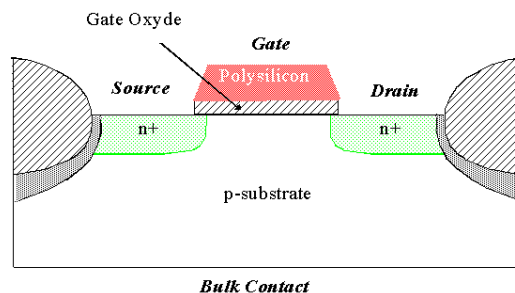 Gate Oxyde
Gate
Polysilicon
Source
Drain
n+
n+
p-substrate
Bulk Contact